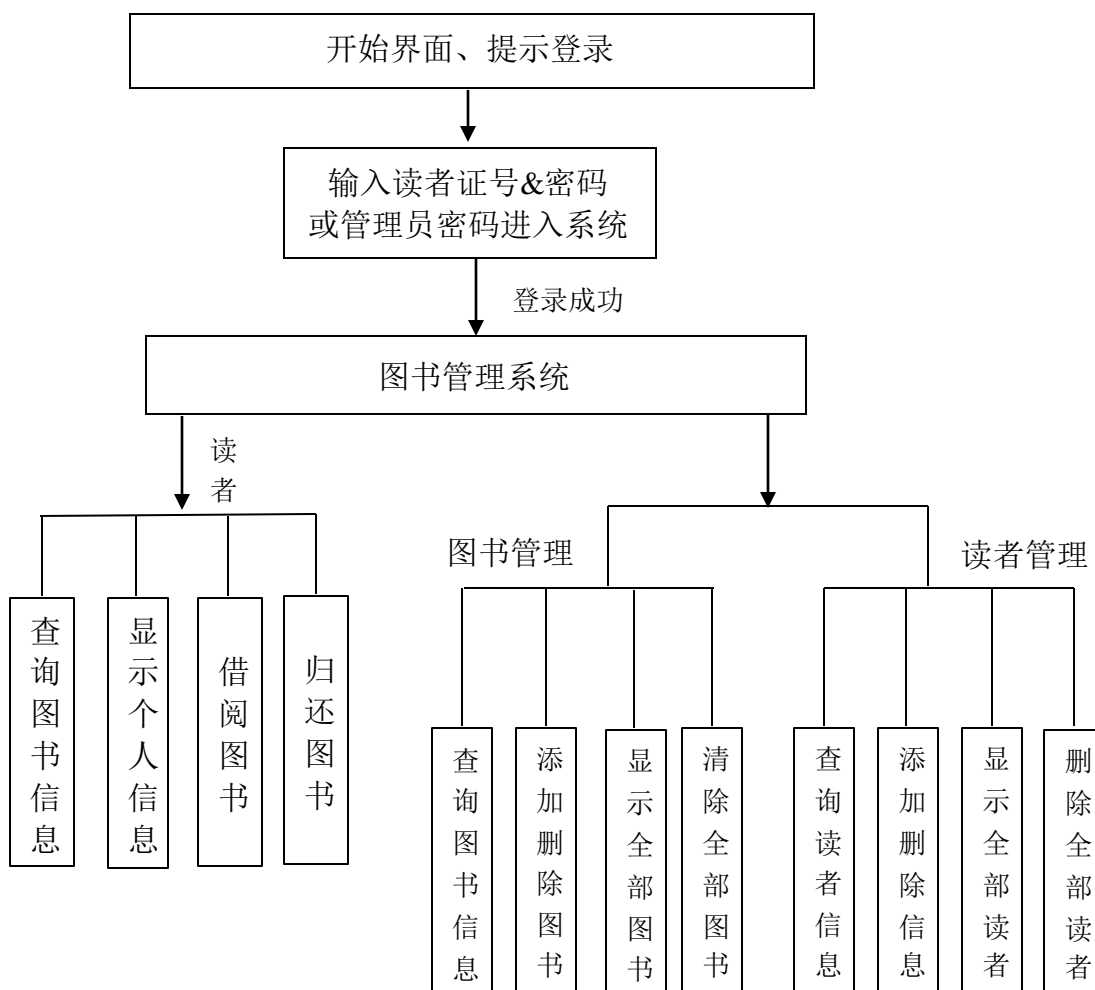 开始界面、提示登录
输入读者证号&密码
或管理员密码进入系统
登录成功
图书管理系统
读者
图书管理
读者管理
查询图书信息
显示个人信息
借阅图书
归还图书
查询图书信息
添加删除图书
显示全部图书
清除全部图书
查询读者信息
添加删除信息
显示全部读者
删除全部读者